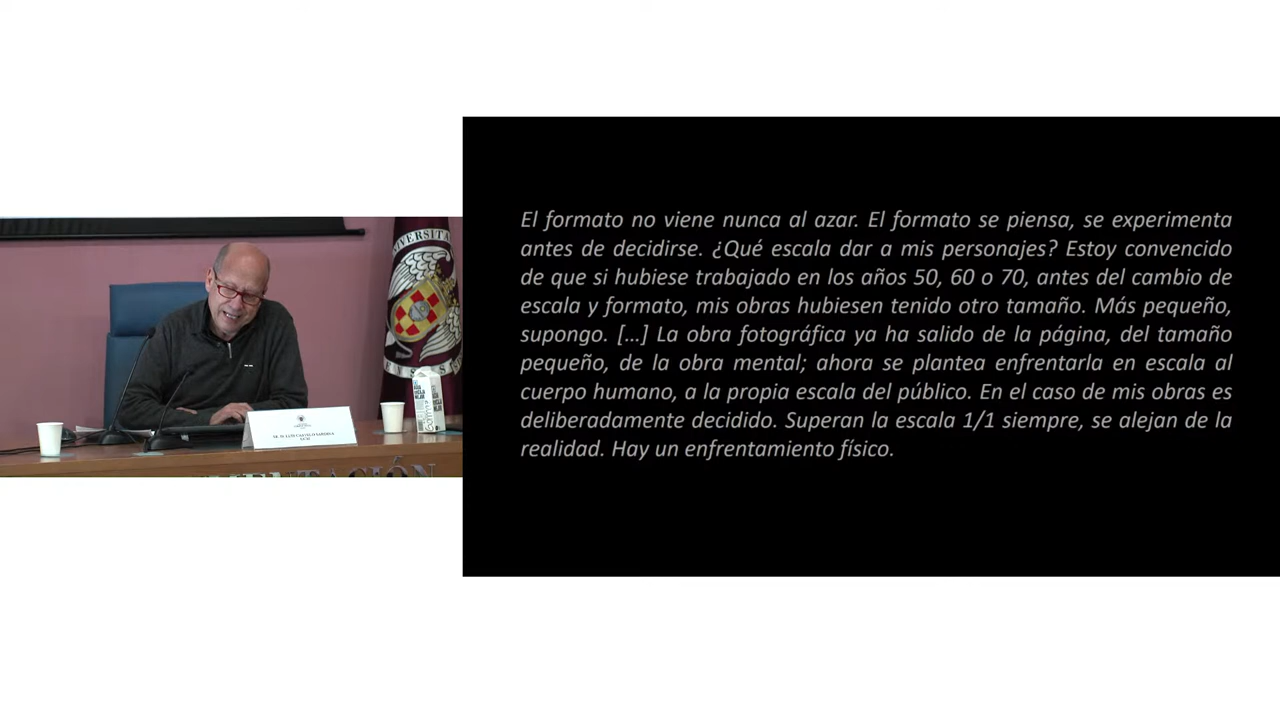 El formato no viene nunca al azar. El formato se piensa, se experimenta
antes de decidirse. ¿Qué escala dar a mis personajes? Estoy convencido
de que si hubiese trabajado en los años 50, 60 o 70, antes del cambio de
escala y formato, mis obras hubiesen tenido otro tamaño. Más pequeño,
supongo. [...] La obra fotográfica ya ha salido de la página, del tamaño
pequeño, de la obra mental; ahora se plantea enfrentarla en escala al
cuerpo humano, a la propia escala del público. En el caso de mis obras es
deliberadamente decidido. Superan la escala 1/1 siempre, se alejan de la
realidad. Hay un enfrentamiento físico.
VERSITA